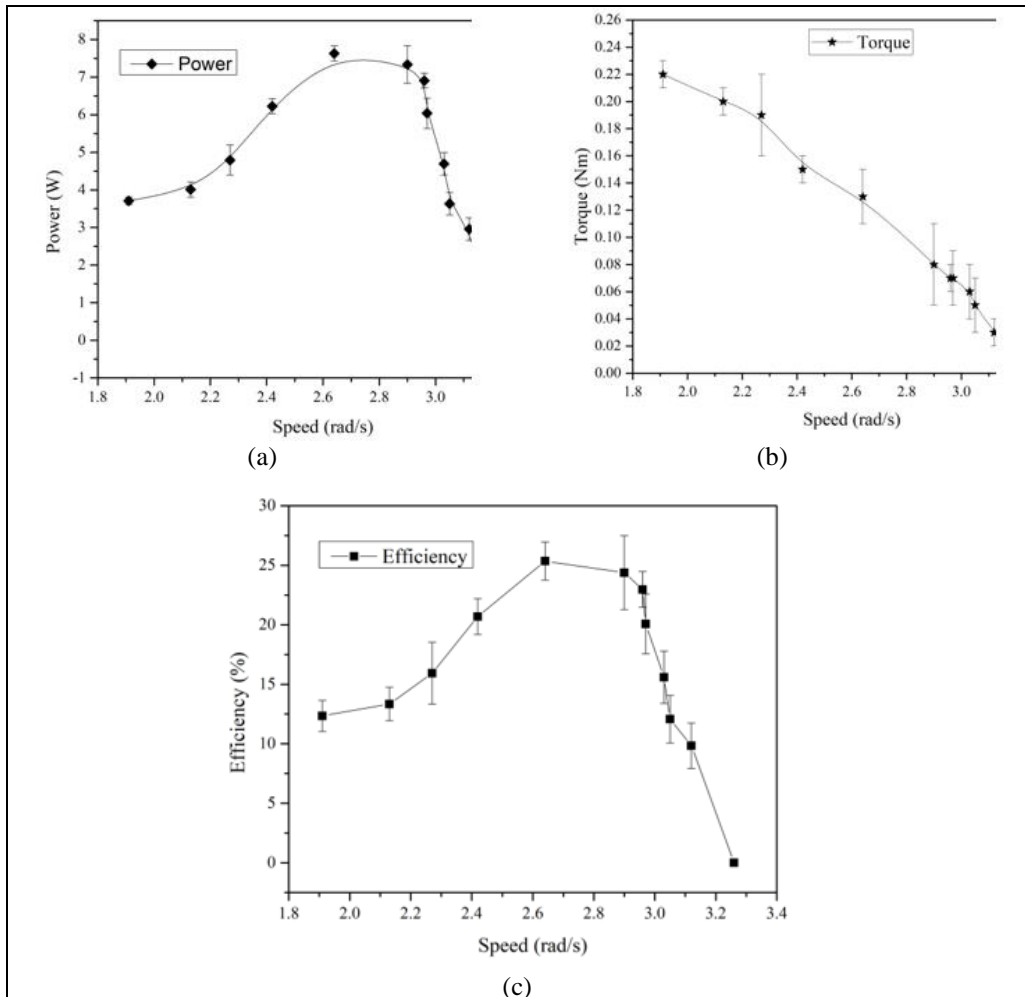 8
7
6
5
4
3
2
1
0
-1
Power (W)
Power
1.8 2.0 2.2 2.4 2.6 2.8 3.0
Speed (rad/s)
(a)
0.26
0.24
0.22
0.20
0.18
0.16
0.14
0.12
0.10
0.08
0.06
0.04
0.02
0.00
Torque (Nm)
Torque
1.8 2.0 2.2 2.4 2.6 2.8 3.0
Speed (rad/s)
(b)
30
25
20
15
10
5
0
Efficiency (%)
Efficiency
1.8 2.0 2.2 2.4 2.6 2.8 3.0 3.2 3.4
Speed (rad/s)
(c)